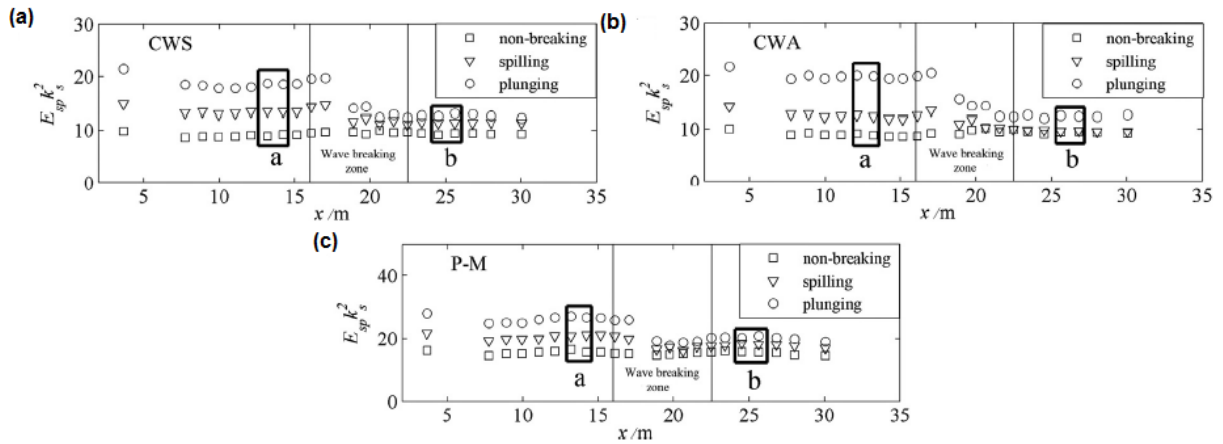 (a)
CWS
non-breaking
spilling
plunging
E_sp k_s^2
30
20
10
0
a
b
Wave breaking
zone
5 10 15 20 25 30 35
x /m
(b)
CWA
non-breaking
spilling
plunging
E_sp k_s^2
30
20
10
0
a
b
Wave breaking
zone
5 10 15 20 25 30 35
x /m
(c)
P-M
non-breaking
spilling
plunging
E_sp k_s^2
40
20
0
a
b
Wave breaking
zone
5 10 15 20 25 30 35
x /m